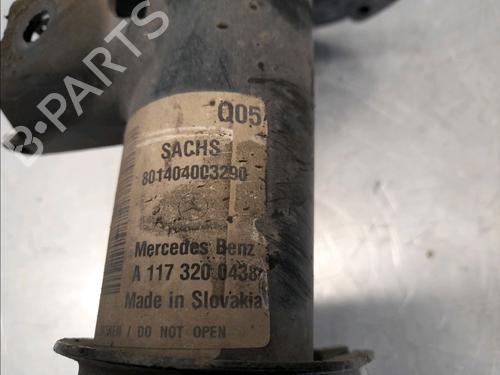 B-PARTS
Q05
SACHS
801404003290
Mercedes Benz
A 117 320 0438
Made in Slovakia
/ DO NOT OPEN